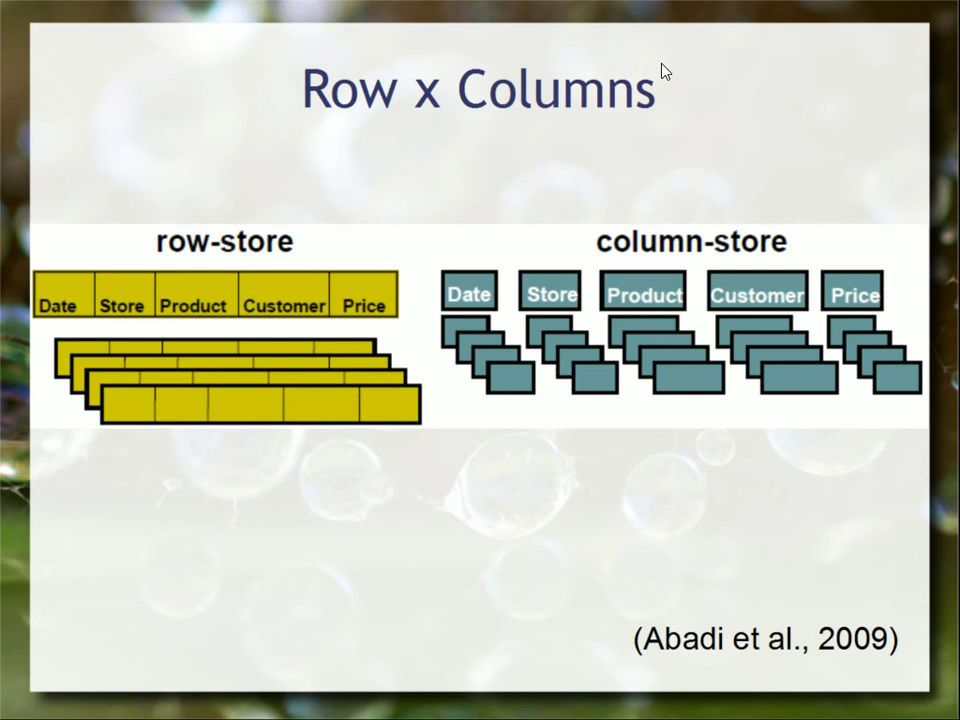 Row x Columns
row-store
column-store
Date Store Product Customer Price
Date Store Product Customer Price
(Abadi et al., 2009)